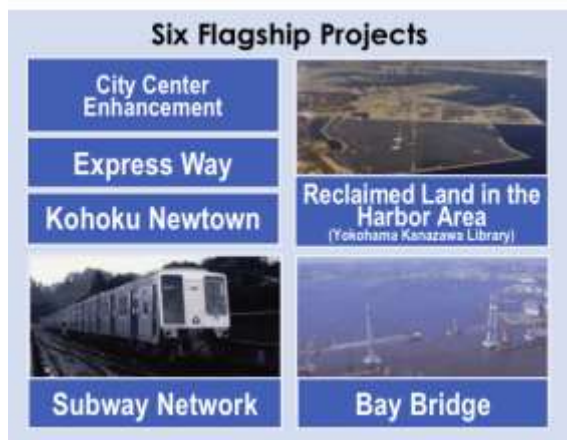 Six Flagship Projects
City Center
Enhancement
Express Way
Kohoku Newtown
Reclaimed Land in the
Harbor Area
(Yokohama Kanazawa Library)
Subway Network
Bay Bridge